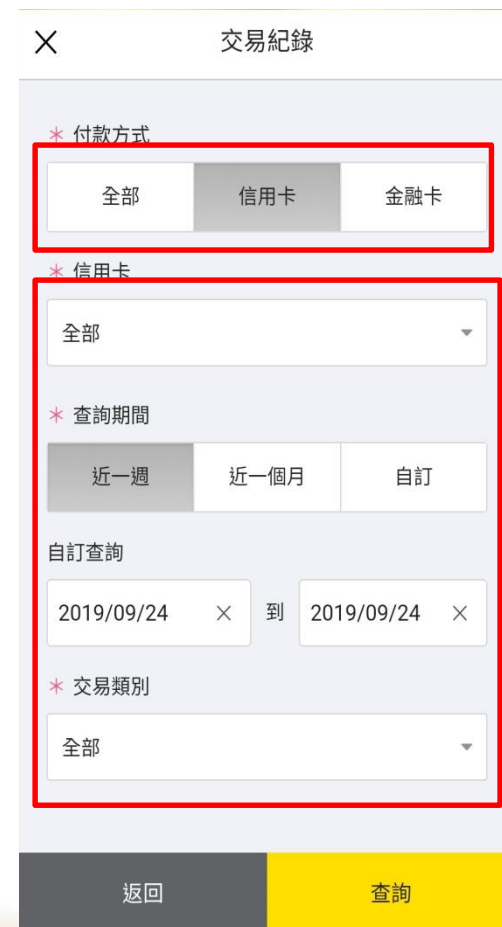 × 交易紀錄
* 付款方式
全部 信用卡 金融卡
* 信用卡
全部
* 查詢期間
近一週 近一個月 自訂
自訂查詢
2019/09/24 × 到 2019/09/24 ×
* 交易類別
全部
返回 查詢